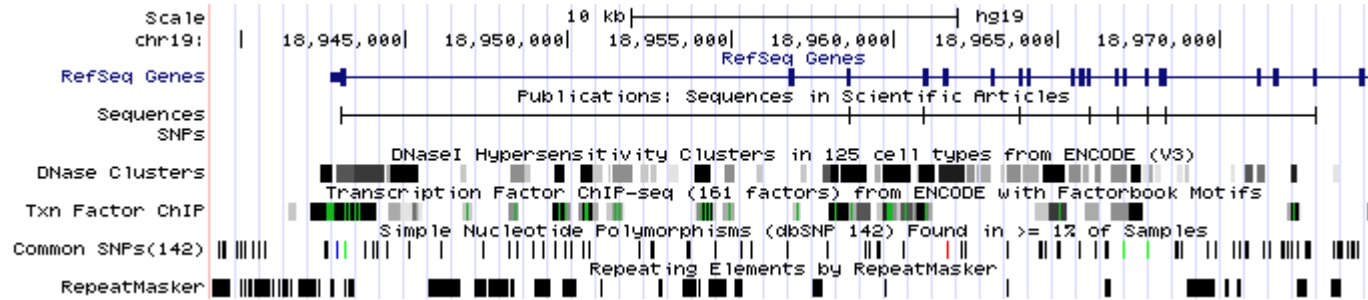 Scale 10 kb hg19
chr19: 18,945,000 18,950,000 18,955,000 18,960,000 18,965,000 18,970,000
RefSeq Genes
RefSeq Genes
Publications: Sequences in Scientific Articles
Sequences
SNPs
DNaseI Hypersensitivity Clusters in 125 cell types from ENCODE (V3)
DNase Clusters
Transcription Factor ChIP-seq (161 factors) from ENCODE with Factorbook Motifs
Txn Factor ChIP
Simple Nucleotide Polymorphisms (dbSNP 142) Found in >= 1% of Samples
Common SNPs(142)
Repeating Elements by RepeatMasker
RepeatMasker